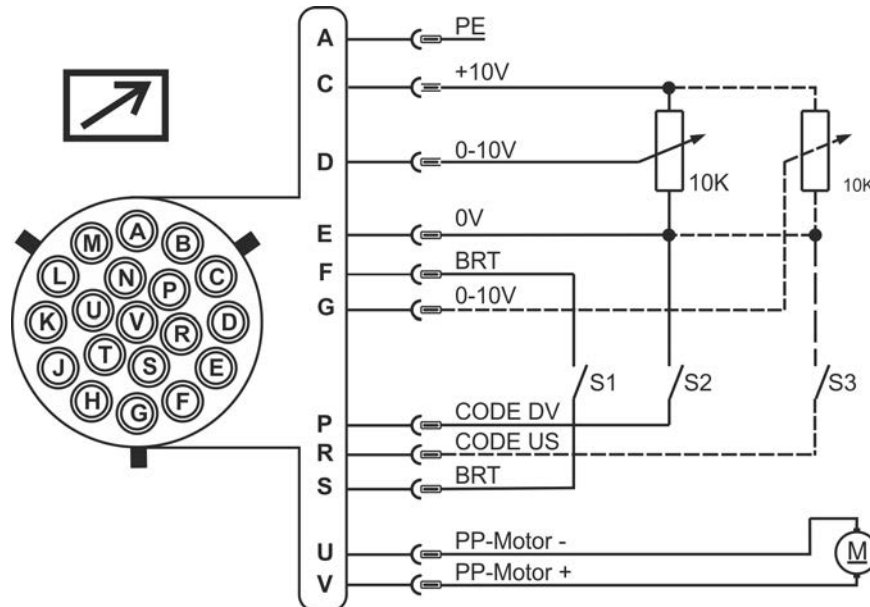 A PE
C +10V
D 0-10V 10K 10K
E 0V
F BRT
G 0-10V
S1 S2 S3
P CODE DV
R CODE US
S BRT
U PP-Motor -
V PP-Motor +
M
A
M B
L N P C
K U V R D
J T S E
H G F